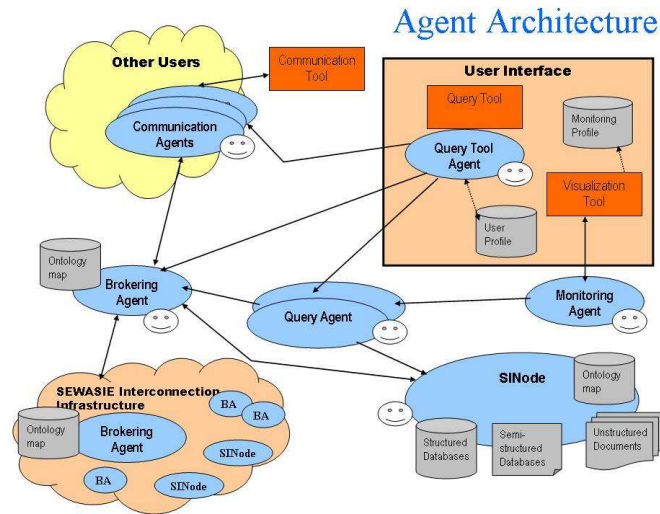 Agent Architecture
Other Users
Communication
Tool
User Interface
Query Tool
Monitoring
Profile
Communication
Agents
Query Tool
Agent
Visualization
Tool
User
Profile
Ontology
map
Brokering
Agent
Query Agent
Monitoring
Agent
SINode
Ontology
map
Structured
Databases
Semi-
structured
Databases
Unstructured
Documents
SEWASIE Interconnection
Infrastructure
Ontology
map
Brokering
Agent
BA
BA
SINode
BA
SINode